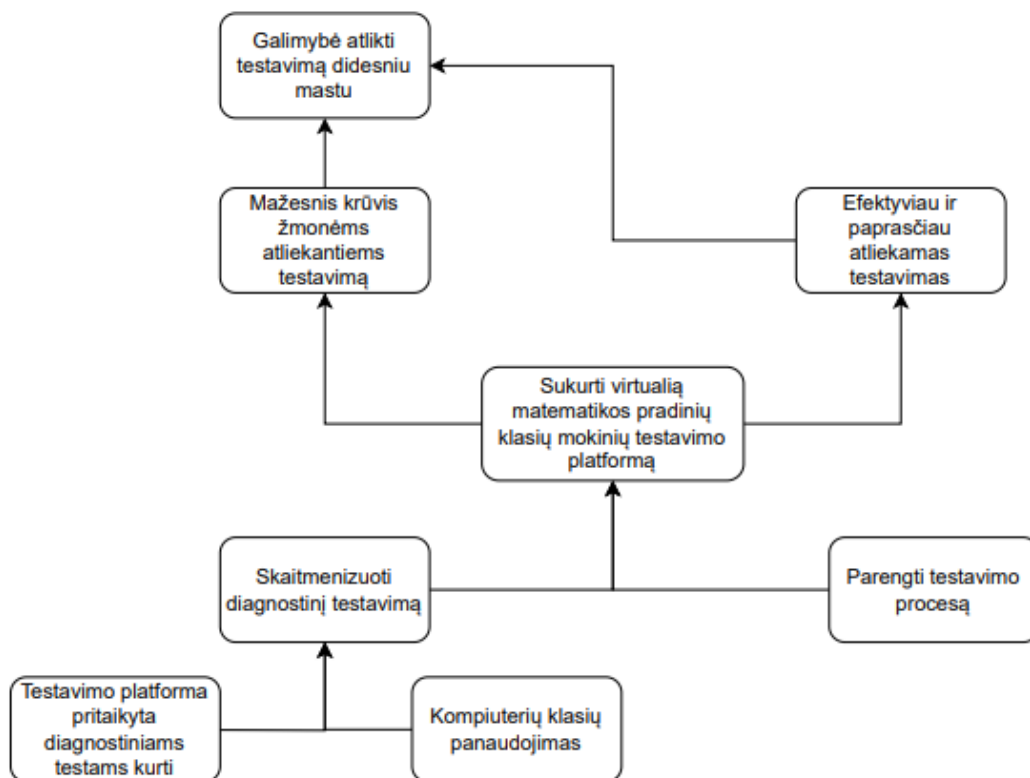 Galimybė atlikti
testavimą didesniu
mastu
Mažesnis krūvis
žmonėms
atliekantiems
testavimą
Efektyviau ir
paprasčiau
atliekamas
testavimas
Sukurti virtualią
matematikos pradinių
klasių mokinių testavimo
platformą
Skaitmenizuoti
diagnostinį testavimą
Parengti testavimo
procesą
Testavimo platforma
pritaikyta
diagnostiniams
testams kurti
Kompiuterių klasių
panaudojimas